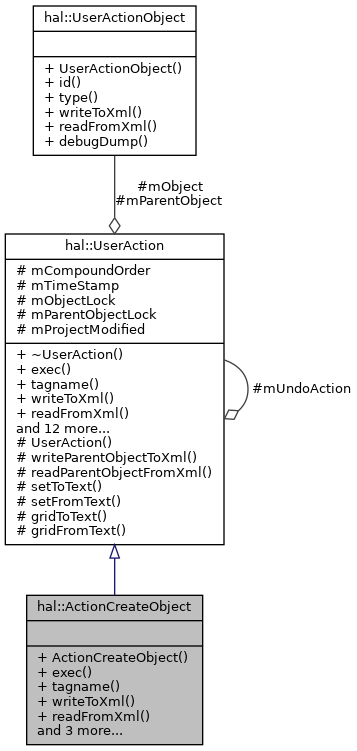 hal::UserActionObject
+ UserActionObject()
+ id()
+ type()
+ writeToXml()
+ readFromXml()
+ debugDump()
#mObject
#mParentObject
hal::UserAction
# mCompoundOrder
# mTimeStamp
# mObjectLock
# mParentObjectLock
# mProjectModified
+ ~UserAction()
+ exec()
+ tagname()
+ writeToXml()
+ readFromXml()
and 12 more...
# UserAction()
# writeParentObjectToXml()
# readParentObjectFromXml()
# setToText()
# setFromText()
# gridToText()
# gridFromText()
#mUndoAction
hal::ActionCreateObject
+ ActionCreateObject()
+ exec()
+ tagname()
+ writeToXml()
+ readFromXml()
and 3 more...